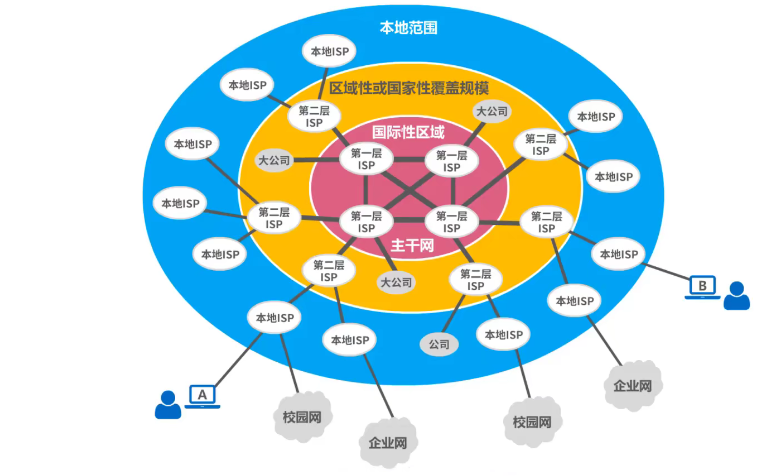 本地范围
本地ISP
本地ISP
区域性或国家性覆盖规模
第二层
ISP
大公司
本地ISP
国际性区域
第二层
ISP
本地ISP
大公司
第一层
ISP
第一层
ISP
本地ISP
本地ISP
第二层
ISP
第一层
ISP
第一层
ISP
第二层
ISP
主干网
本地ISP
本地ISP
第二层
ISP
大公司
第二层
ISP
B
本地ISP
本地ISP
本地ISP
公司
本地ISP
A
企业网
校园网
企业网
校园网